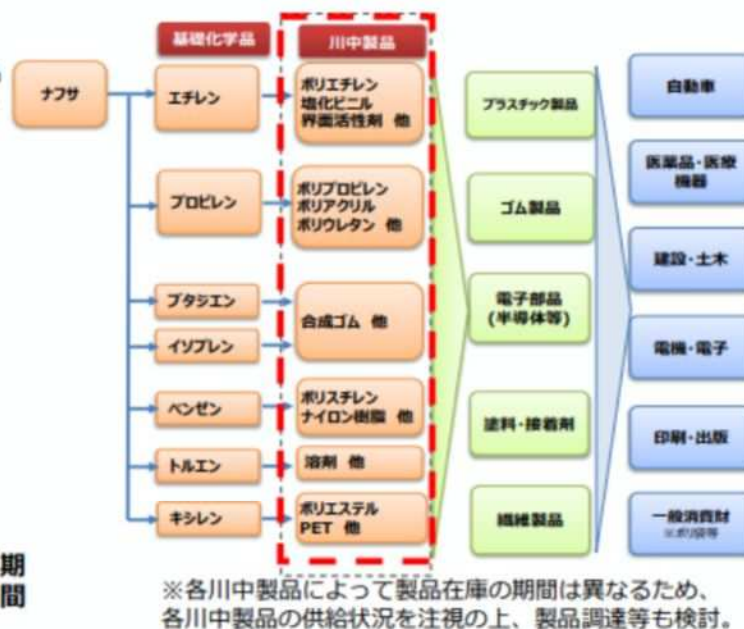 基礎化学品
川中製品
ナフサ
エチレン
ポリエチレン
塩化ビニル
界面活性剤 他
プロピレン
ポリプロピレン
ポリアクリル
ポリウレタン 他
ブタジエン
イソプレン
合成ゴム 他
ベンゼン
ポリスチレン
ナイロン樹脂 他
トルエン
溶剤 他
キシレン
ポリエステル
PET 他
プラスチック製品
ゴム製品
電子部品
(半導体等)
塗料・接着剤
繊維製品
自動車
医薬品・医療
機器
建設・土木
電機・電子
印刷・出版
一般消費財
※ポリ袋等
期
間
※各川中製品によって製品在庫の期間は異なるため、
各川中製品の供給状況を注視の上、製品調達等も検討。